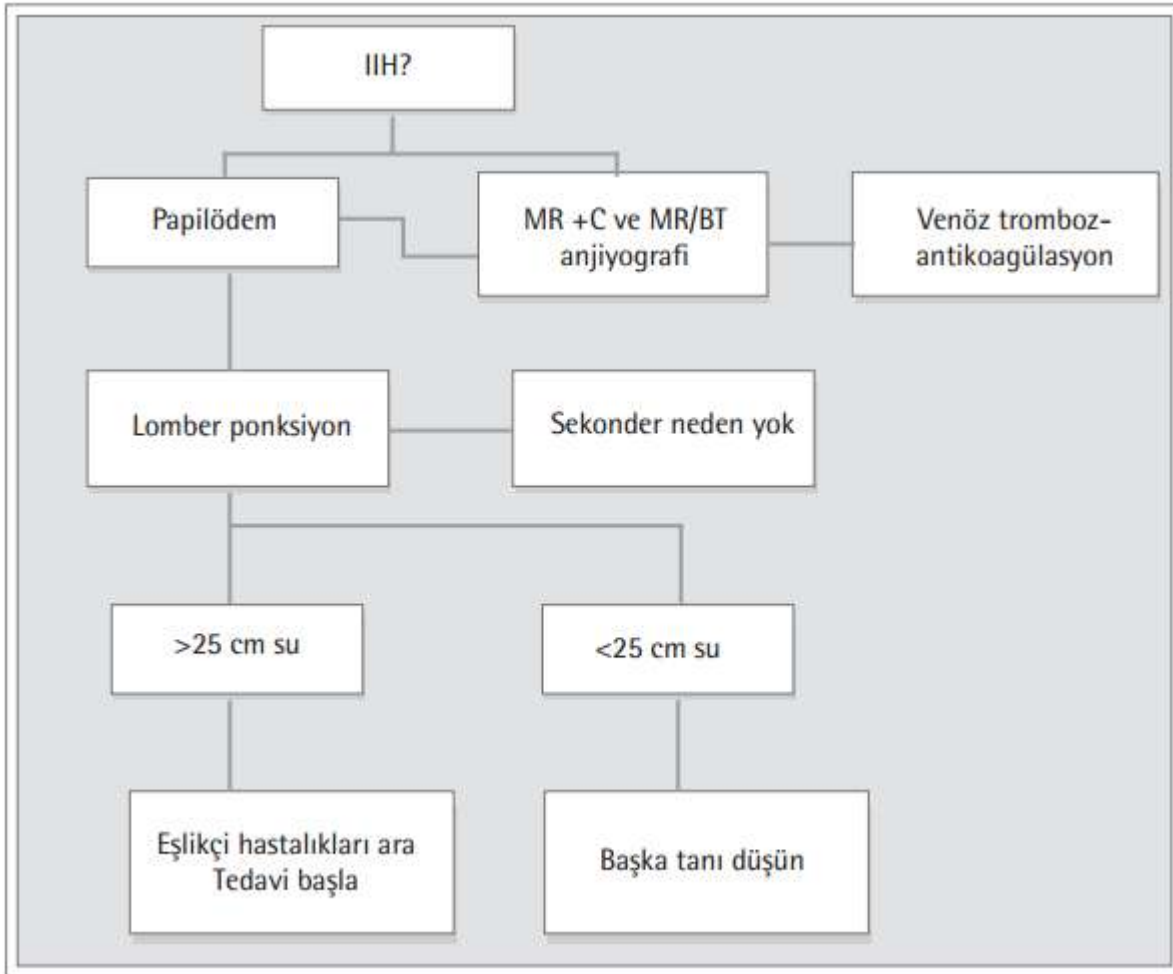 IIH?
Papilödem
MR +C ve MR/BT
anjiyografi
Venöz tromboz-
antikoagülasyon
Lomber ponksiyon
Sekonder neden yok
>25 cm su
<25 cm su
Eşlikçi hastalıkları ara
Tedavi başla
Başka tanı düşün